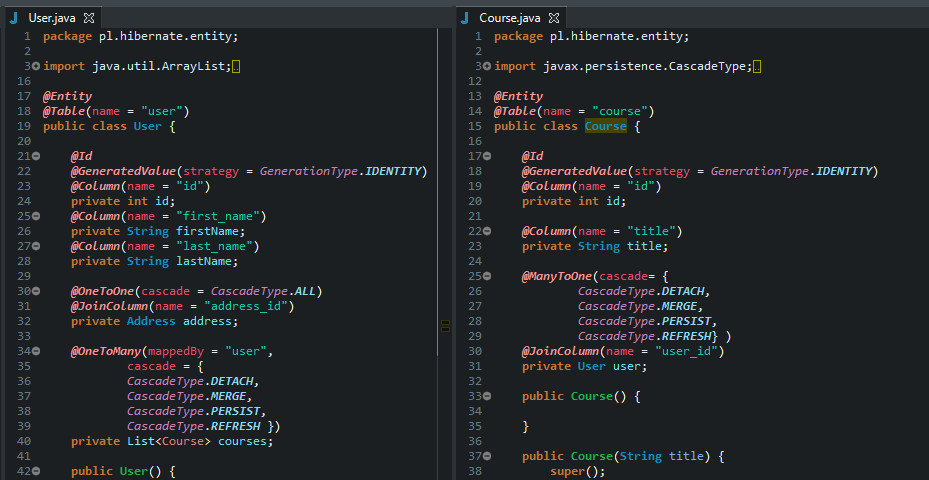 User.java
1 package pl.hibernate.entity;
2
3 import java.util.ArrayList;
16
17 @Entity
18 @Table(name = "user")
19 public class User {
20
21 @Id
22 @GeneratedValue(strategy = GenerationType.IDENTITY)
23 @Column(name = "id")
24 private int id;
25 @Column(name = "first_name")
26 private String firstName;
27 @Column(name = "last_name")
28 private String lastName;
29
30 @OneToOne(cascade = CascadeType.ALL)
31 @JoinColumn(name = "address_id")
32 private Address address;
33
34 @OneToMany(mappedBy = "user",
35 cascade = {
36 CascadeType.DETACH,
37 CascadeType.MERGE,
38 CascadeType.PERSIST,
39 CascadeType.REFRESH })
40 private List<Course> courses;
41
42 public User() {
Course.java
1 package pl.hibernate.entity;
2
3 import javax.persistence.CascadeType;
12
13 @Entity
14 @Table(name = "course")
15 public class Course {
16
17 @Id
18 @GeneratedValue(strategy = GenerationType.IDENTITY)
19 @Column(name = "id")
20 private int id;
21
22 @Column(name = "title")
23 private String title;
24
25 @ManyToOne(cascade= {
26 CascadeType.DETACH,
27 CascadeType.MERGE,
28 CascadeType.PERSIST,
29 CascadeType.REFRESH} )
30 @JoinColumn(name = "user_id")
31 private User user;
32
33 public Course() {
34
35 }
36
37 public Course(String title) {
38 super();